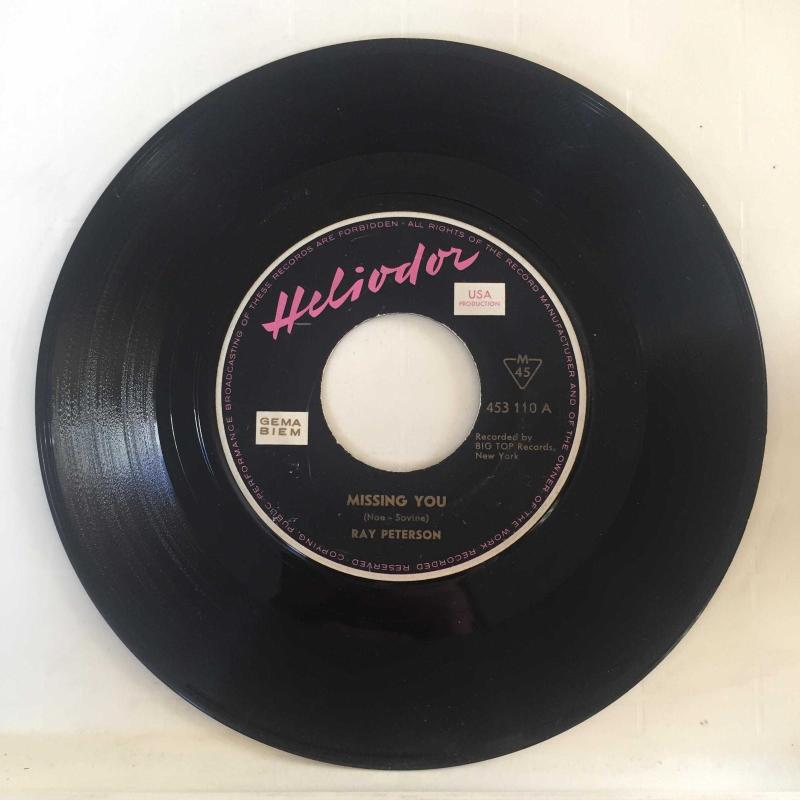 Heliodor
USA
PRODUCTION
M
45
453 110 A
GEMA
BIEM
Recorded by
BIG TOP Records,
New York
MISSING YOU
(Noe - Sovine)
RAY PETERSON
ALL RIGHTS OF THE RECORD MANUFACTURER AND OF THE OWNER OF THE WORK RECORDED RESERVED COPYING, PUBLIC PERFORMANCE BROADCASTING OF THESE RECORDS ARE FORBIDDEN ·